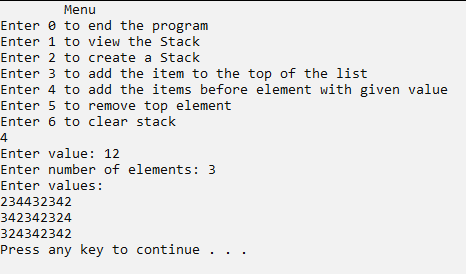 Menu
Enter 0 to end the program
Enter 1 to view the Stack
Enter 2 to create a Stack
Enter 3 to add the item to the top of the list
Enter 4 to add the items before element with given value
Enter 5 to remove top element
Enter 6 to clear stack
4
Enter value: 12
Enter number of elements: 3
Enter values:
234432342
342342324
324342342
Press any key to continue . . .